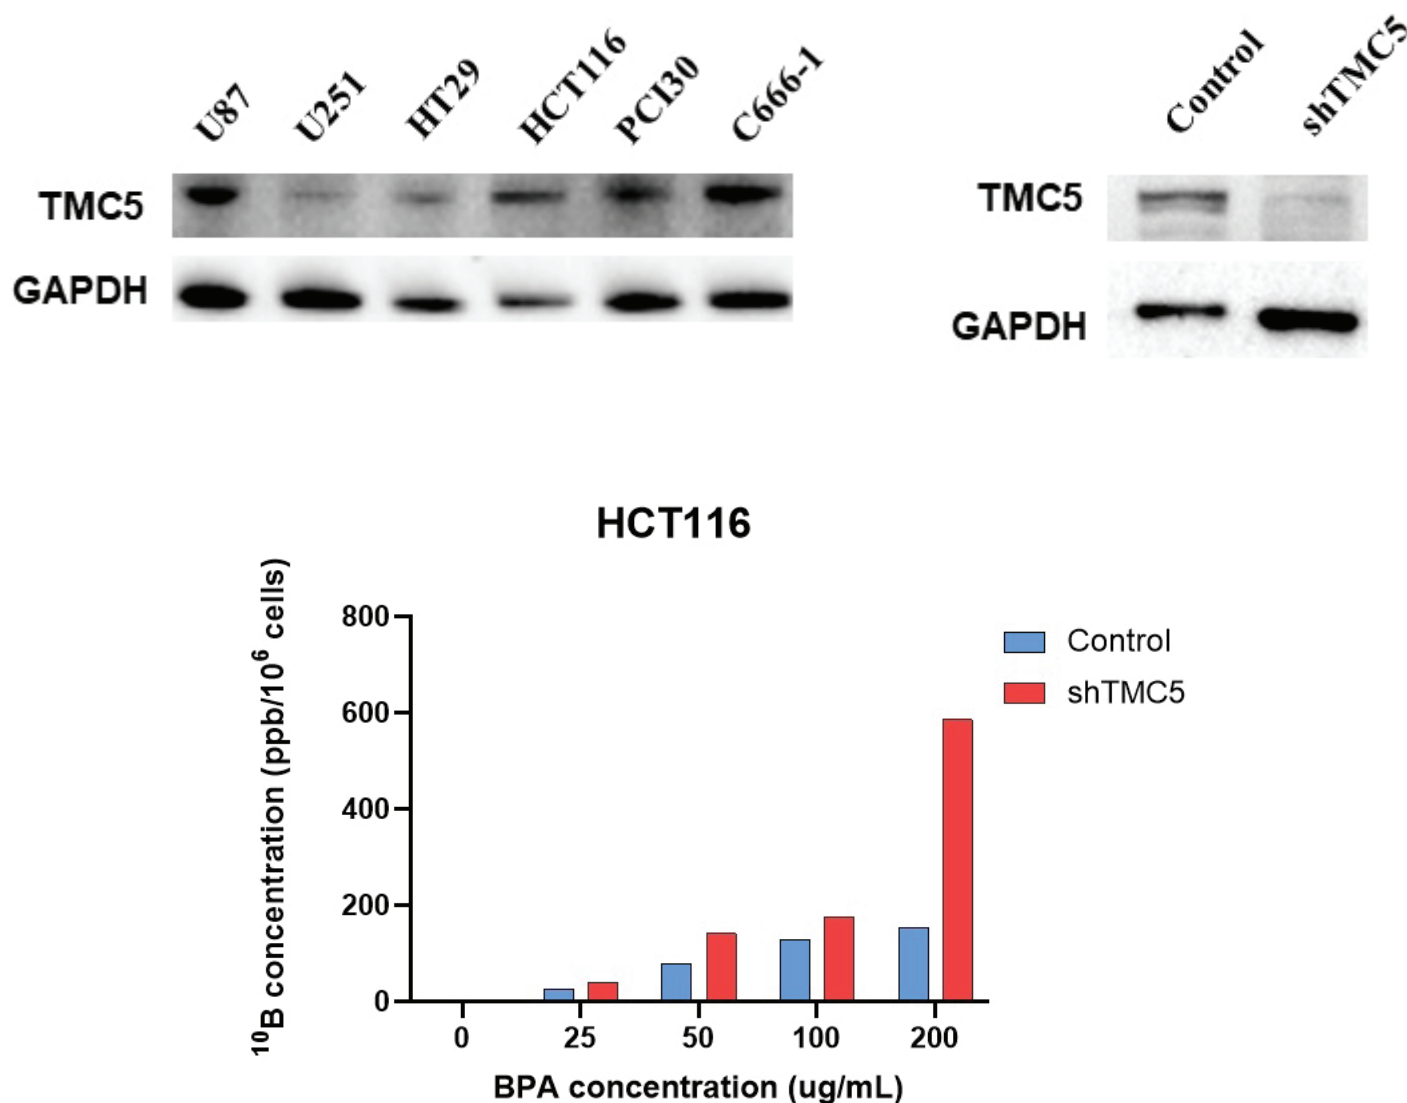 U87 U251 HT29 HCT116 PCI30 C666-1
TMC5
GAPDH
Control shTMC5
TMC5
GAPDH
HCT116
¹⁰B concentration (ppb/10⁶ cells)
800
600
400
200
0
0 25 50 100 200
BPA concentration (ug/mL)
Control
shTMC5